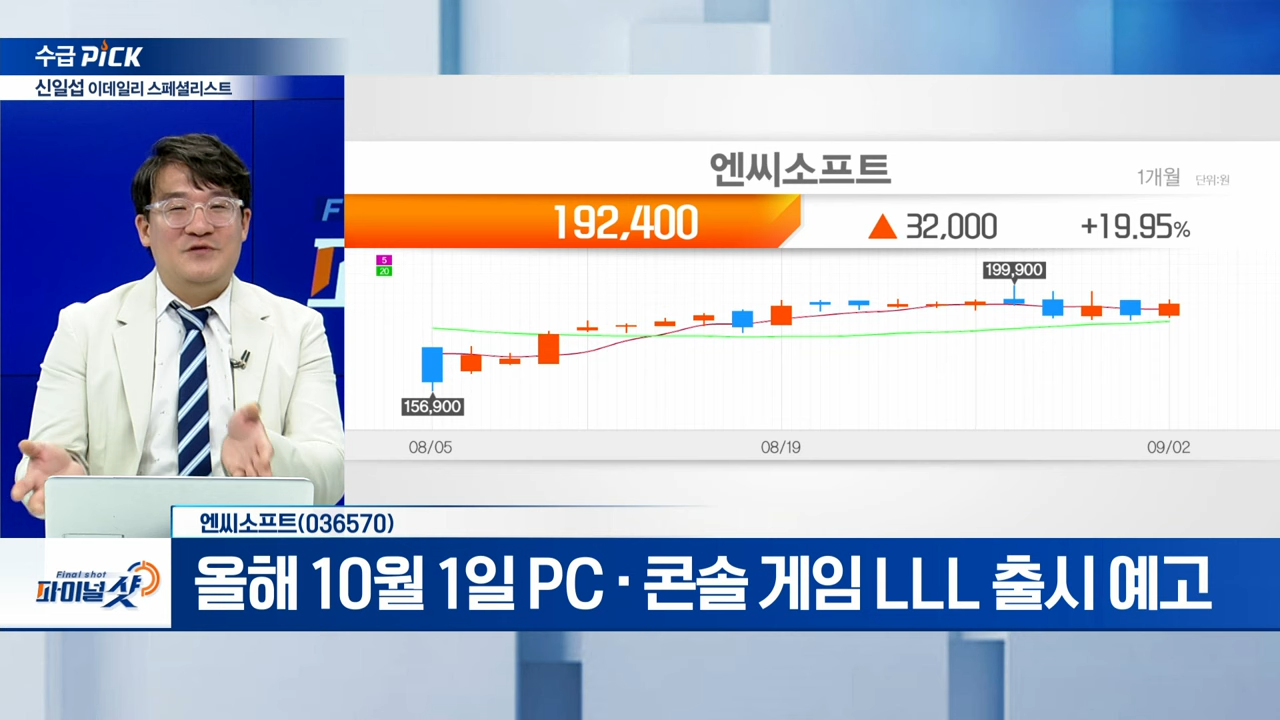 수급 PiCK
신일섭 이데일리 스페셜리스트
엔씨소프트
1개월 단위:원
192,400 ▲ 32,000 +19.95%
5
20
199,900
156,900
08/05 08/19 09/02
엔씨소프트(036570)
Final shot
파이널샷
올해 10월 1일 PC · 콘솔 게임 LLL 출시 예고